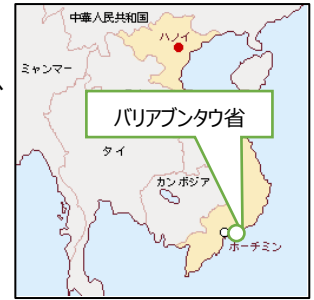 中華人民共和国
ハノイ
ミャンマー
バリアブンタウ省
タイ
カンボジア
ホーチミン